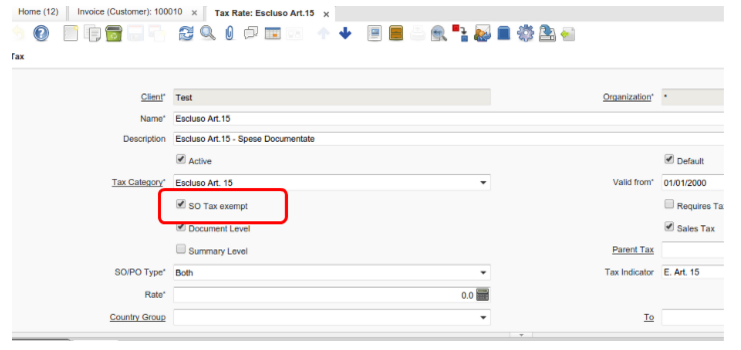 Home (12) Invoice (Customer): 100010 × Tax Rate: Escluso Art.15 ×
Tax
Client* Test Organization* *
Name* Escluso Art.15
Description Escluso Art.15 - Spese Documentate
Active Default
Tax Category* Escluso Art. 15 Valid from* 01/01/2000
SO Tax exempt Requires Ta
Document Level Sales Tax
Summary Level Parent Tax
SO/PO Type* Both Tax Indicator E. Art. 15
Rate* 0.0
Country Group To